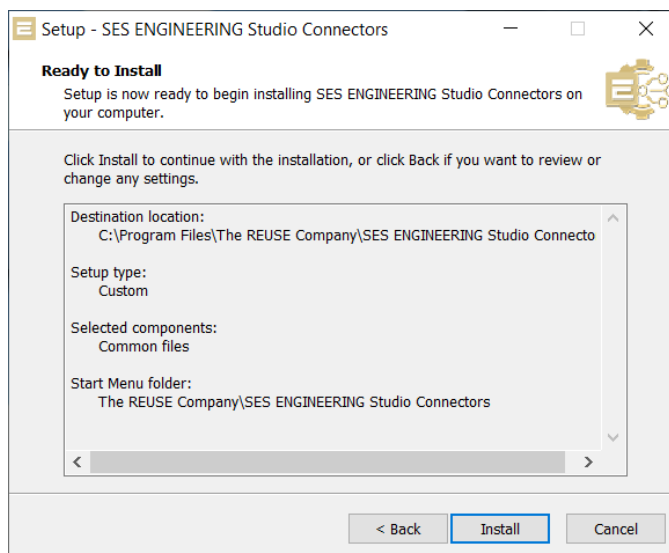 Setup - SES ENGINEERING Studio Connectors
Ready to Install
Setup is now ready to begin installing SES ENGINEERING Studio Connectors on
your computer.
Click Install to continue with the installation, or click Back if you want to review or
change any settings.
Destination location:
C:\Program Files\The REUSE Company\SES ENGINEERING Studio Connecto
Setup type:
Custom
Selected components:
Common files
Start Menu folder:
The REUSE Company\SES ENGINEERING Studio Connectors
< Back
Install
Cancel